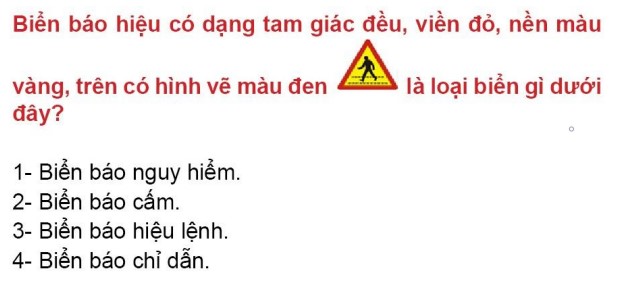 Biển báo hiệu có dạng tam giác đều, viền đỏ, nền màu
vàng, trên có hình vẽ màu đen là loại biển gì dưới
đây?
1- Biển báo nguy hiểm.
2- Biển báo cấm.
3- Biển báo hiệu lệnh.
4- Biển báo chỉ dẫn.